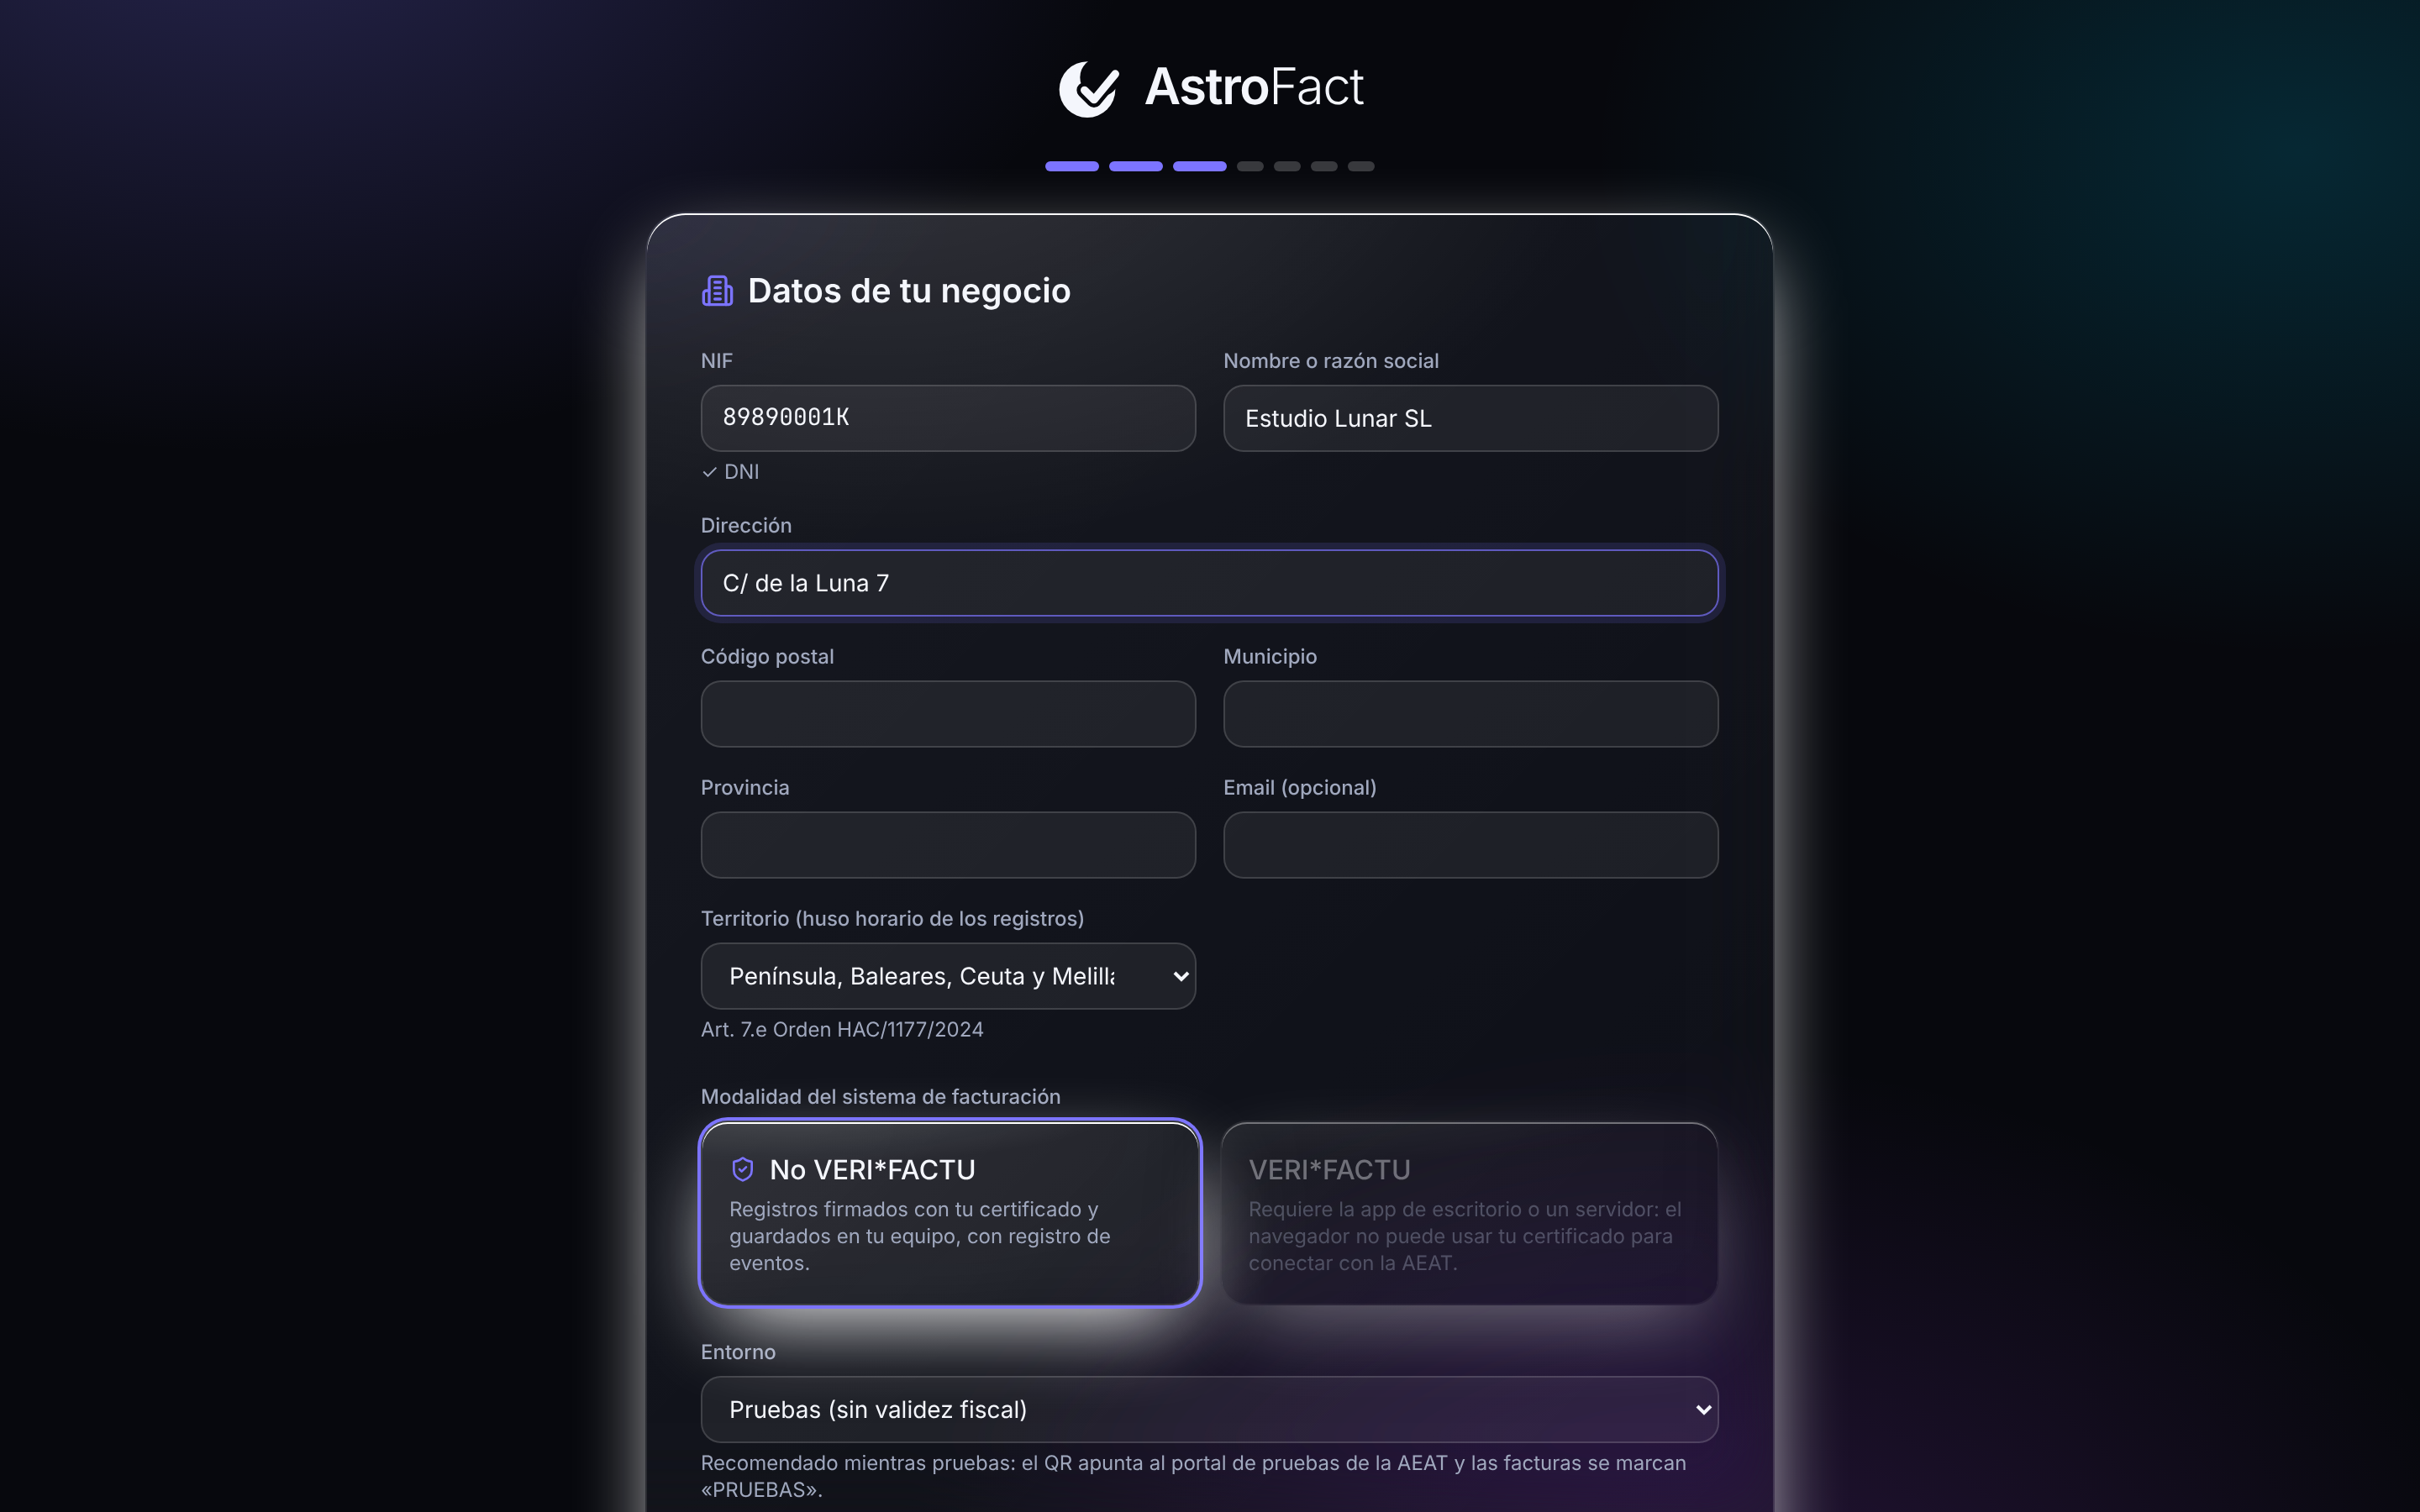 AstroFact
Datos de tu negocio
NIF
Nombre o razón social
89890001K
Estudio Lunar SL
✓ DNI
Dirección
C/ de la Luna 7
Código postal
Municipio
Provincia
Email (opcional)
Territorio (huso horario de los registros)
Península, Baleares, Ceuta y Melilla
Art. 7.e Orden HAC/1177/2024
Modalidad del sistema de facturación
No VERI*FACTU
Registros firmados con tu certificado y
guardados en tu equipo, con registro de
eventos.
VERI*FACTU
Requiere la app de escritorio o un servidor: el
navegador no puede usar tu certificado para
conectar con la AEAT.
Entorno
Pruebas (sin validez fiscal)
Recomendado mientras pruebas: el QR apunta al portal de pruebas de la AEAT y las facturas se marcan
«PRUEBAS».